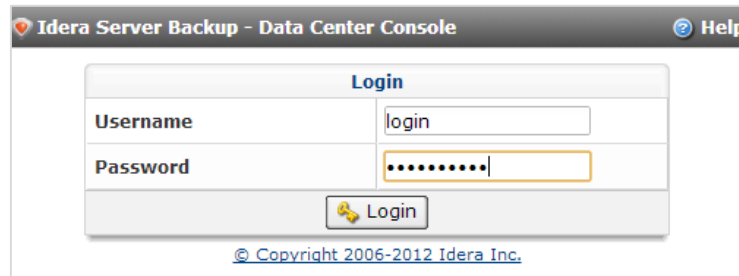 Idera Server Backup - Data Center Console Help
Login
Username login
Password ••••••••••
Login
© Copyright 2006-2012 Idera Inc.